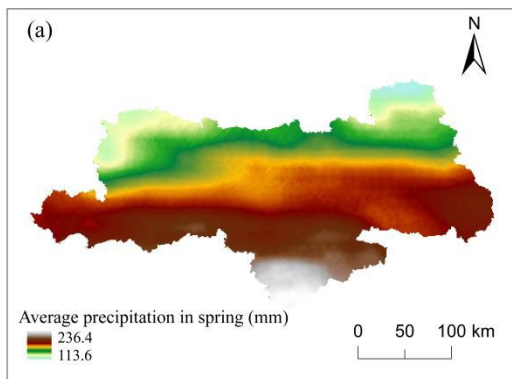 (a)
N
Average precipitation in spring (mm)
236.4
113.6
0 50 100 km